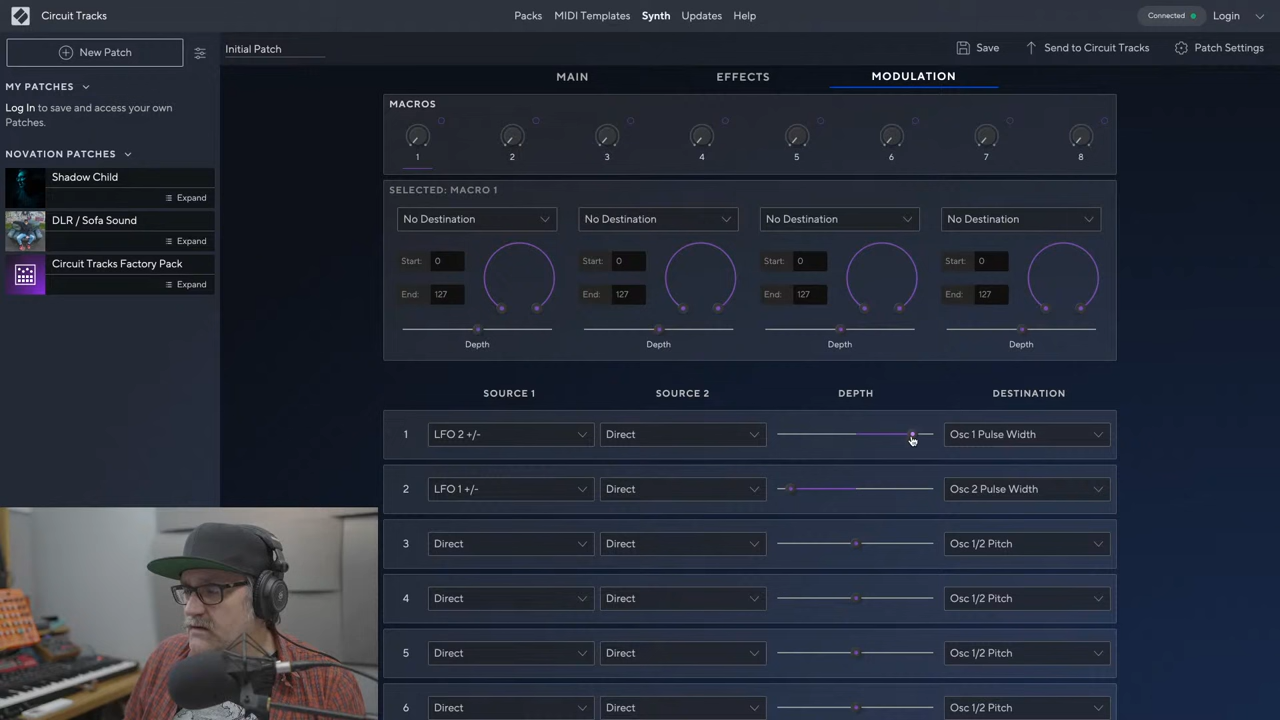 Circuit Tracks
Packs MIDI Templates Synth Updates Help
Connected Login
New Patch
Initial Patch
Save Send to Circuit Tracks Patch Settings
MY PATCHES
Log In to save and access your own
Patches.
NOVATION PATCHES
Shadow Child
Expand
DLR / Sofa Sound
Expand
Circuit Tracks Factory Pack
Expand
MAIN EFFECTS MODULATION
MACROS
1 2 3 4 5 6 7 8
SELECTED: MACRO 1
No Destination No Destination No Destination No Destination
Start: 0 Start: 0 Start: 0 Start: 0
End: 127 End: 127 End: 127 End: 127
Depth Depth Depth Depth
SOURCE 1 SOURCE 2 DEPTH DESTINATION
1 LFO 2 +/- Direct Osc 1 Pulse Width
2 LFO 1 +/- Direct Osc 2 Pulse Width
3 Direct Direct Osc 1/2 Pitch
4 Direct Direct Osc 1/2 Pitch
5 Direct Direct Osc 1/2 Pitch
6 Direct Direct Osc 1/2 Pitch